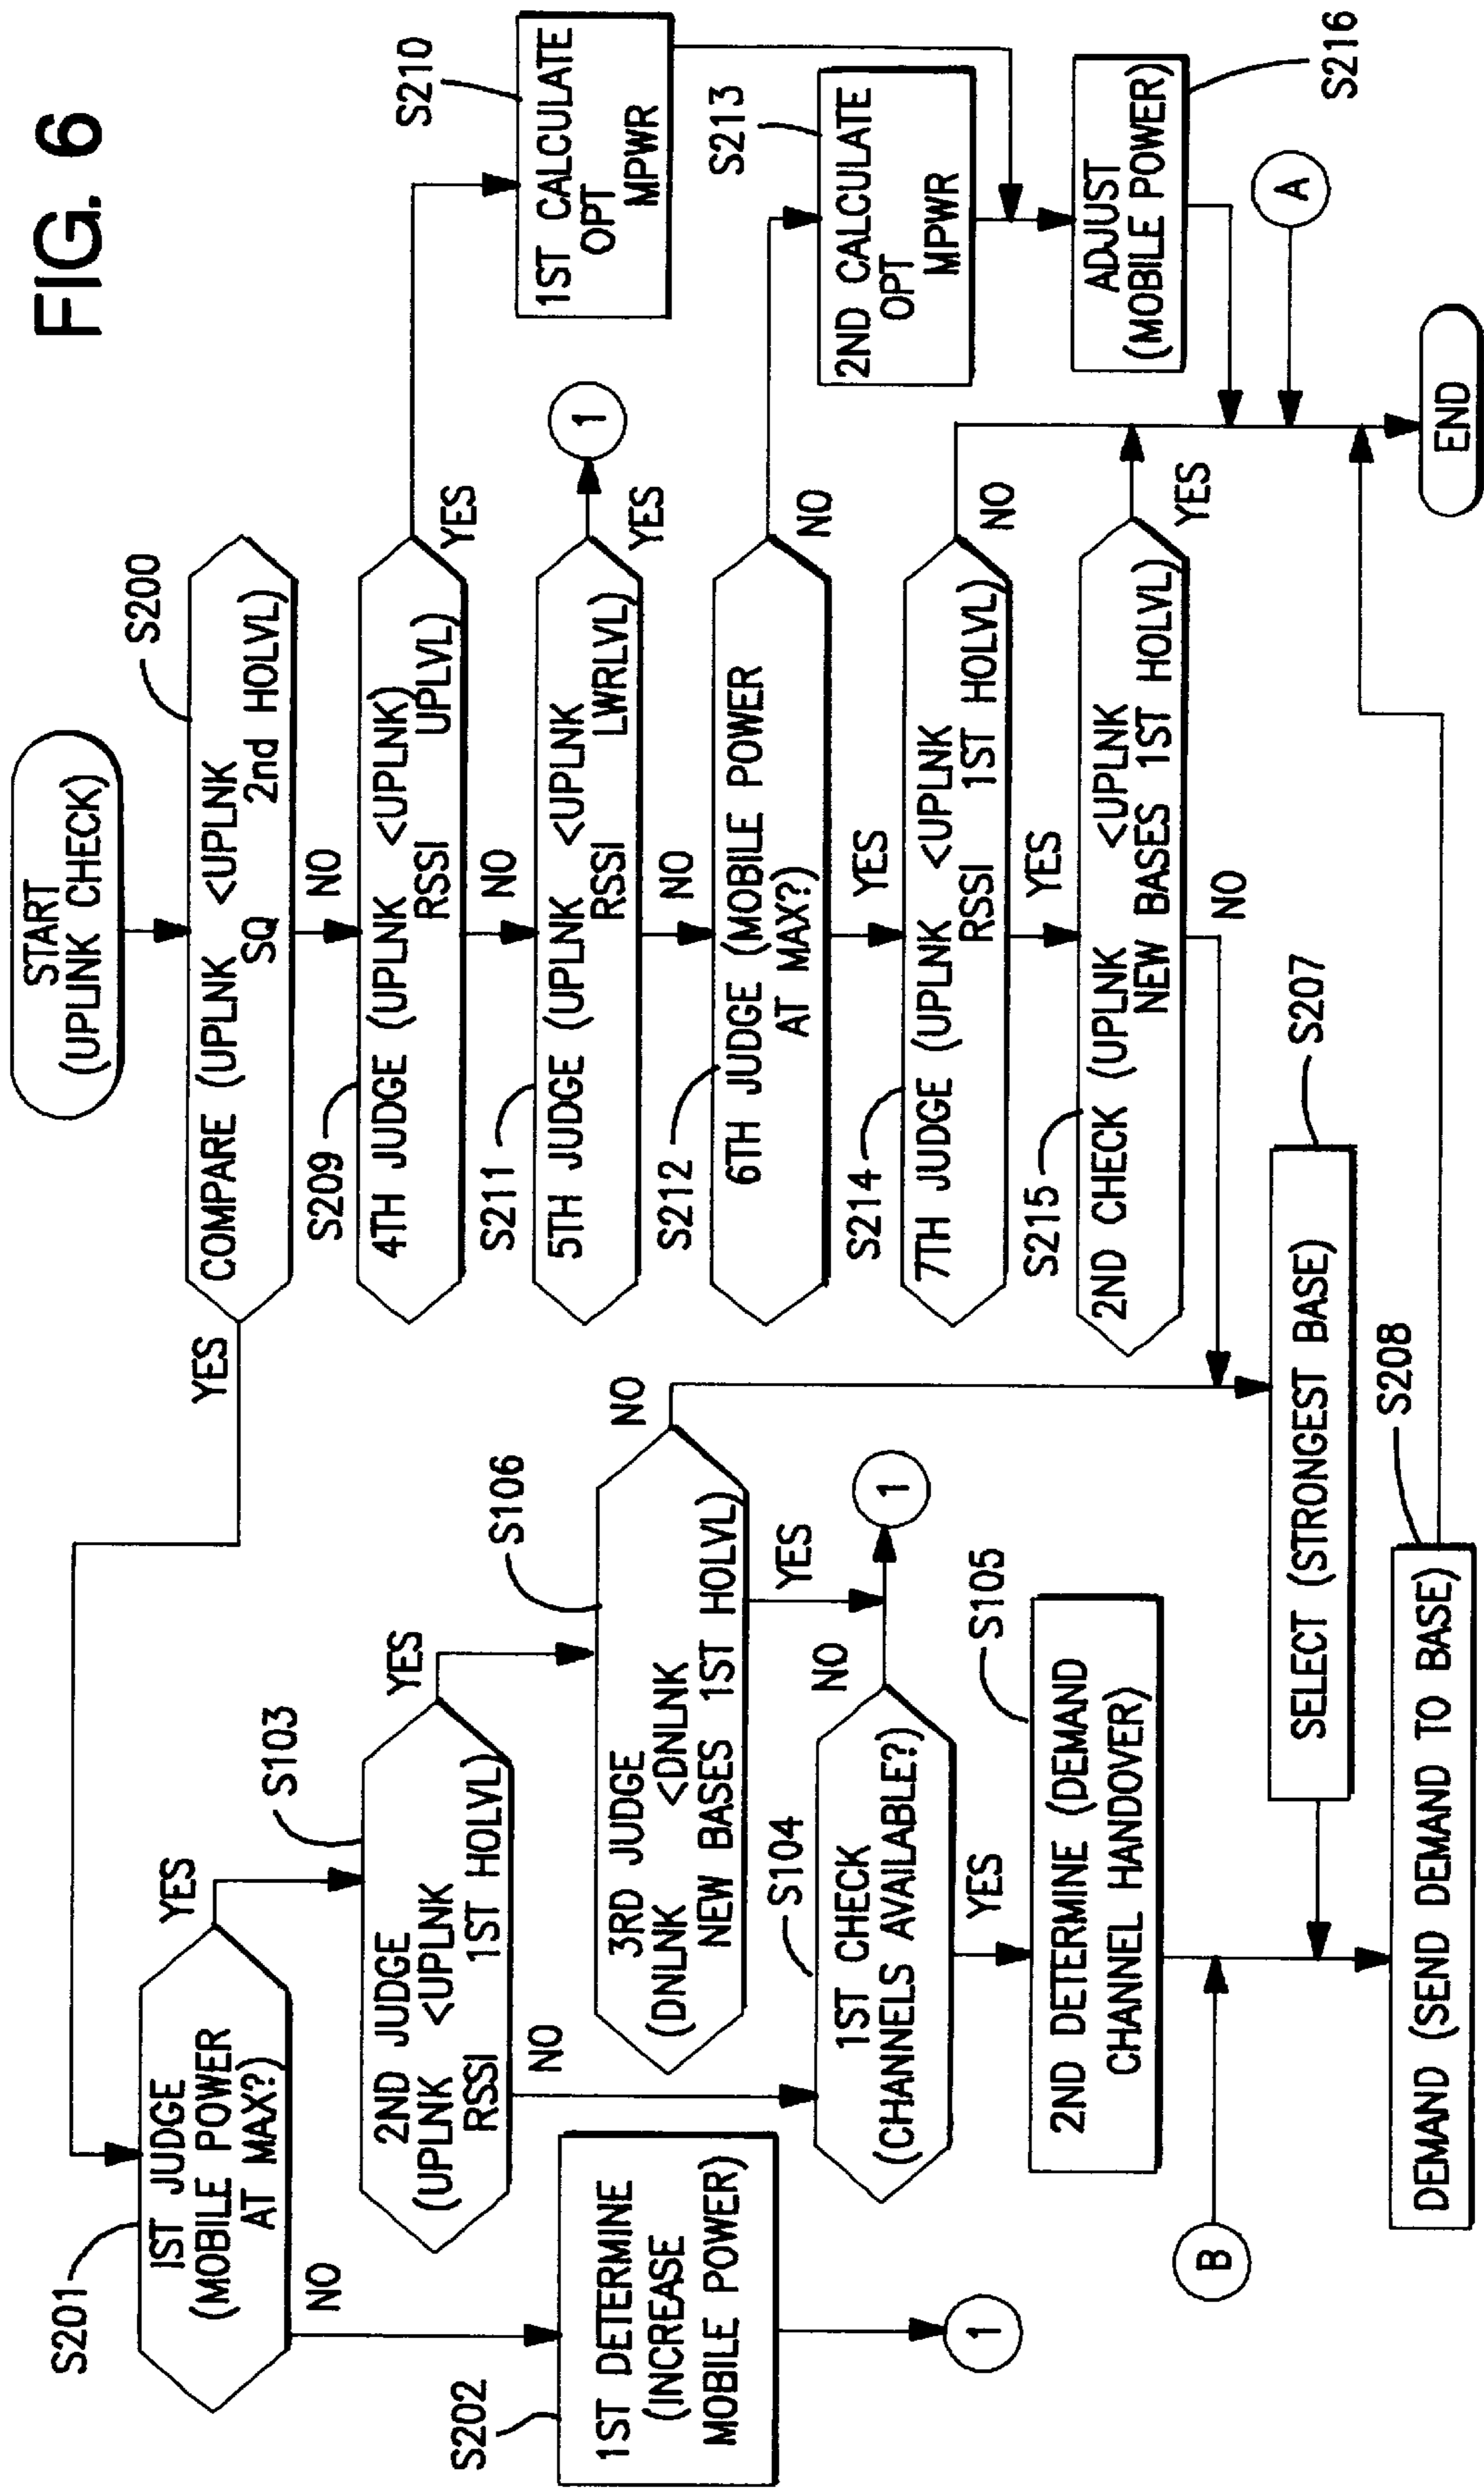 FIG. 6
START
(UPLINK CHECK)
S200
COMPARE (UPLNK <UPLNK
SQ 2nd HOLVL)
YES
NO
S201
IST JUDGE
(MOBILE POWER
AT MAX?)
YES
NO
S202
1ST DETERMINE
(INCREASE
MOBILE POWER)
1
S103
2ND JUDGE
(UPLNK <UPLNK
RSSI 1ST HOLVL)
YES
NO
S106
3RD JUDGE
(DNLNK <DNLNK
NEW BASES 1ST HOLVL)
NO
YES
S104
1ST CHECK
(CHANNELS AVAILABLE?)
NO
1
YES
S105
2ND DETERMINE (DEMAND
CHANNEL HANDOVER)
B
S209
4TH JUDGE (UPLNK <UPLNK)
RSSI UPLVL)
YES
NO
S210
1ST CALCULATE
OPT
MPWR
S211
5TH JUDGE (UPLNK <UPLNK
RSSI LWRLVL)
YES
1
NO
S212
6TH JUDGE (MOBILE POWER
AT MAX?)
NO
YES
S213
2ND CALCULATE
OPT
MPWR
S214
7TH JUDGE (UPLNK <UPLNK
RSSI 1ST HOLVL)
NO
YES
S215
2ND CHECK (UPLNK <UPLNK
NEW BASES 1ST HOLVL)
YES
NO
ADJUST
(MOBILE POWER)
S216
A
S207
SELECT (STRONGEST BASE)
S208
DEMAND (SEND DEMAND TO BASE)
END